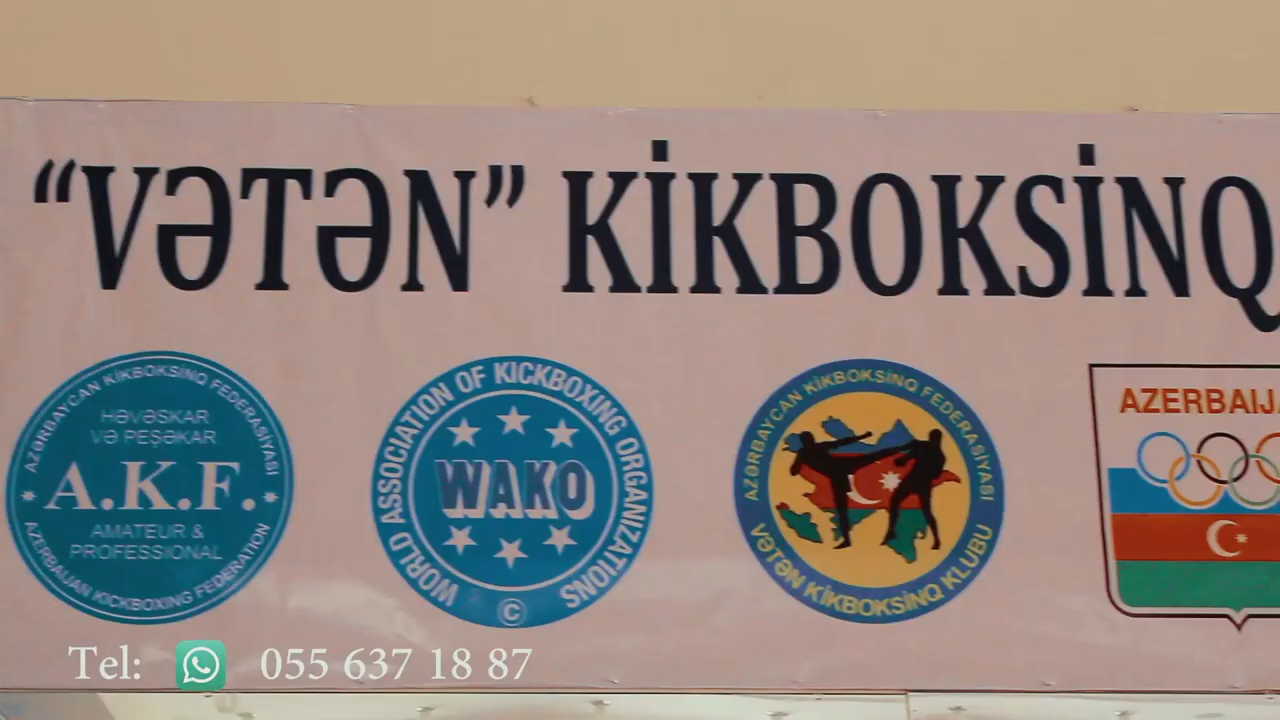 “VƏTƏN” KİKBOKSİNQ
AZƏRBAYCAN KİKBOKSİNQ FEDERASİYASI
HƏVƏSKAR
VƏ PEŞƏKAR
A.K.F.
AMATEUR &
PROFESSIONAL
AZERBAIJAN KICKBOXING FEDERATION
WORLD ASSOCIATION OF KICKBOXING ORGANIZATIONS
WAKO
©
AZƏRBAYCAN KİKBOKSİNQ FEDERASİYASI
VƏTƏN KİKBOKSİNQ KLUBU
AZERBAIJ
Tel: 055 637 18 87